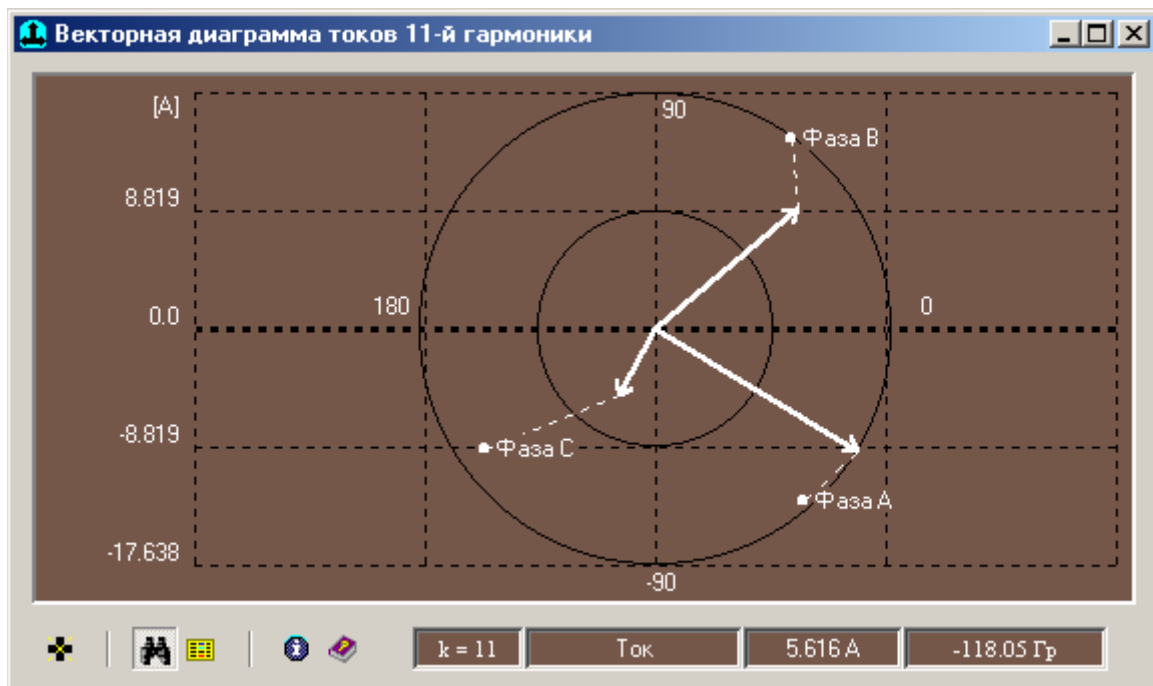 Векторная диаграмма токов 11-й гармоники
[A]
90
Фаза B
8.819
180
0
0.0
-8.819
Фаза C
Фаза A
-17.638
-90
k = 11
Ток
5.616 A
-118.05 Гр